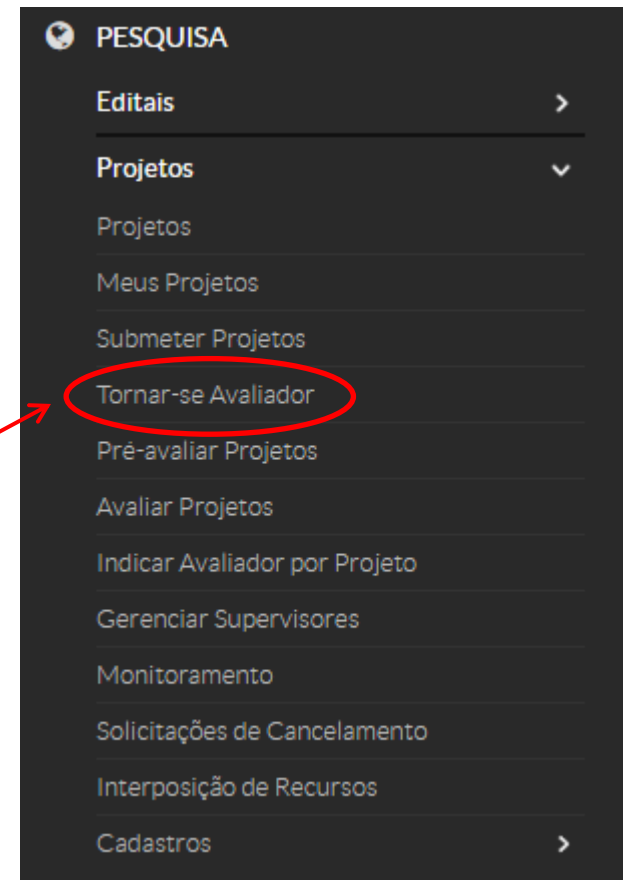 PESQUISA
Editais
Projetos
Projetos
Meus Projetos
Submeter Projetos
Tornar-se Avaliador
Pré-avaliar Projetos
Avaliar Projetos
Indicar Avaliador por Projeto
Gerenciar Supervisores
Monitoramento
Solicitações de Cancelamento
Interposição de Recursos
Cadastros